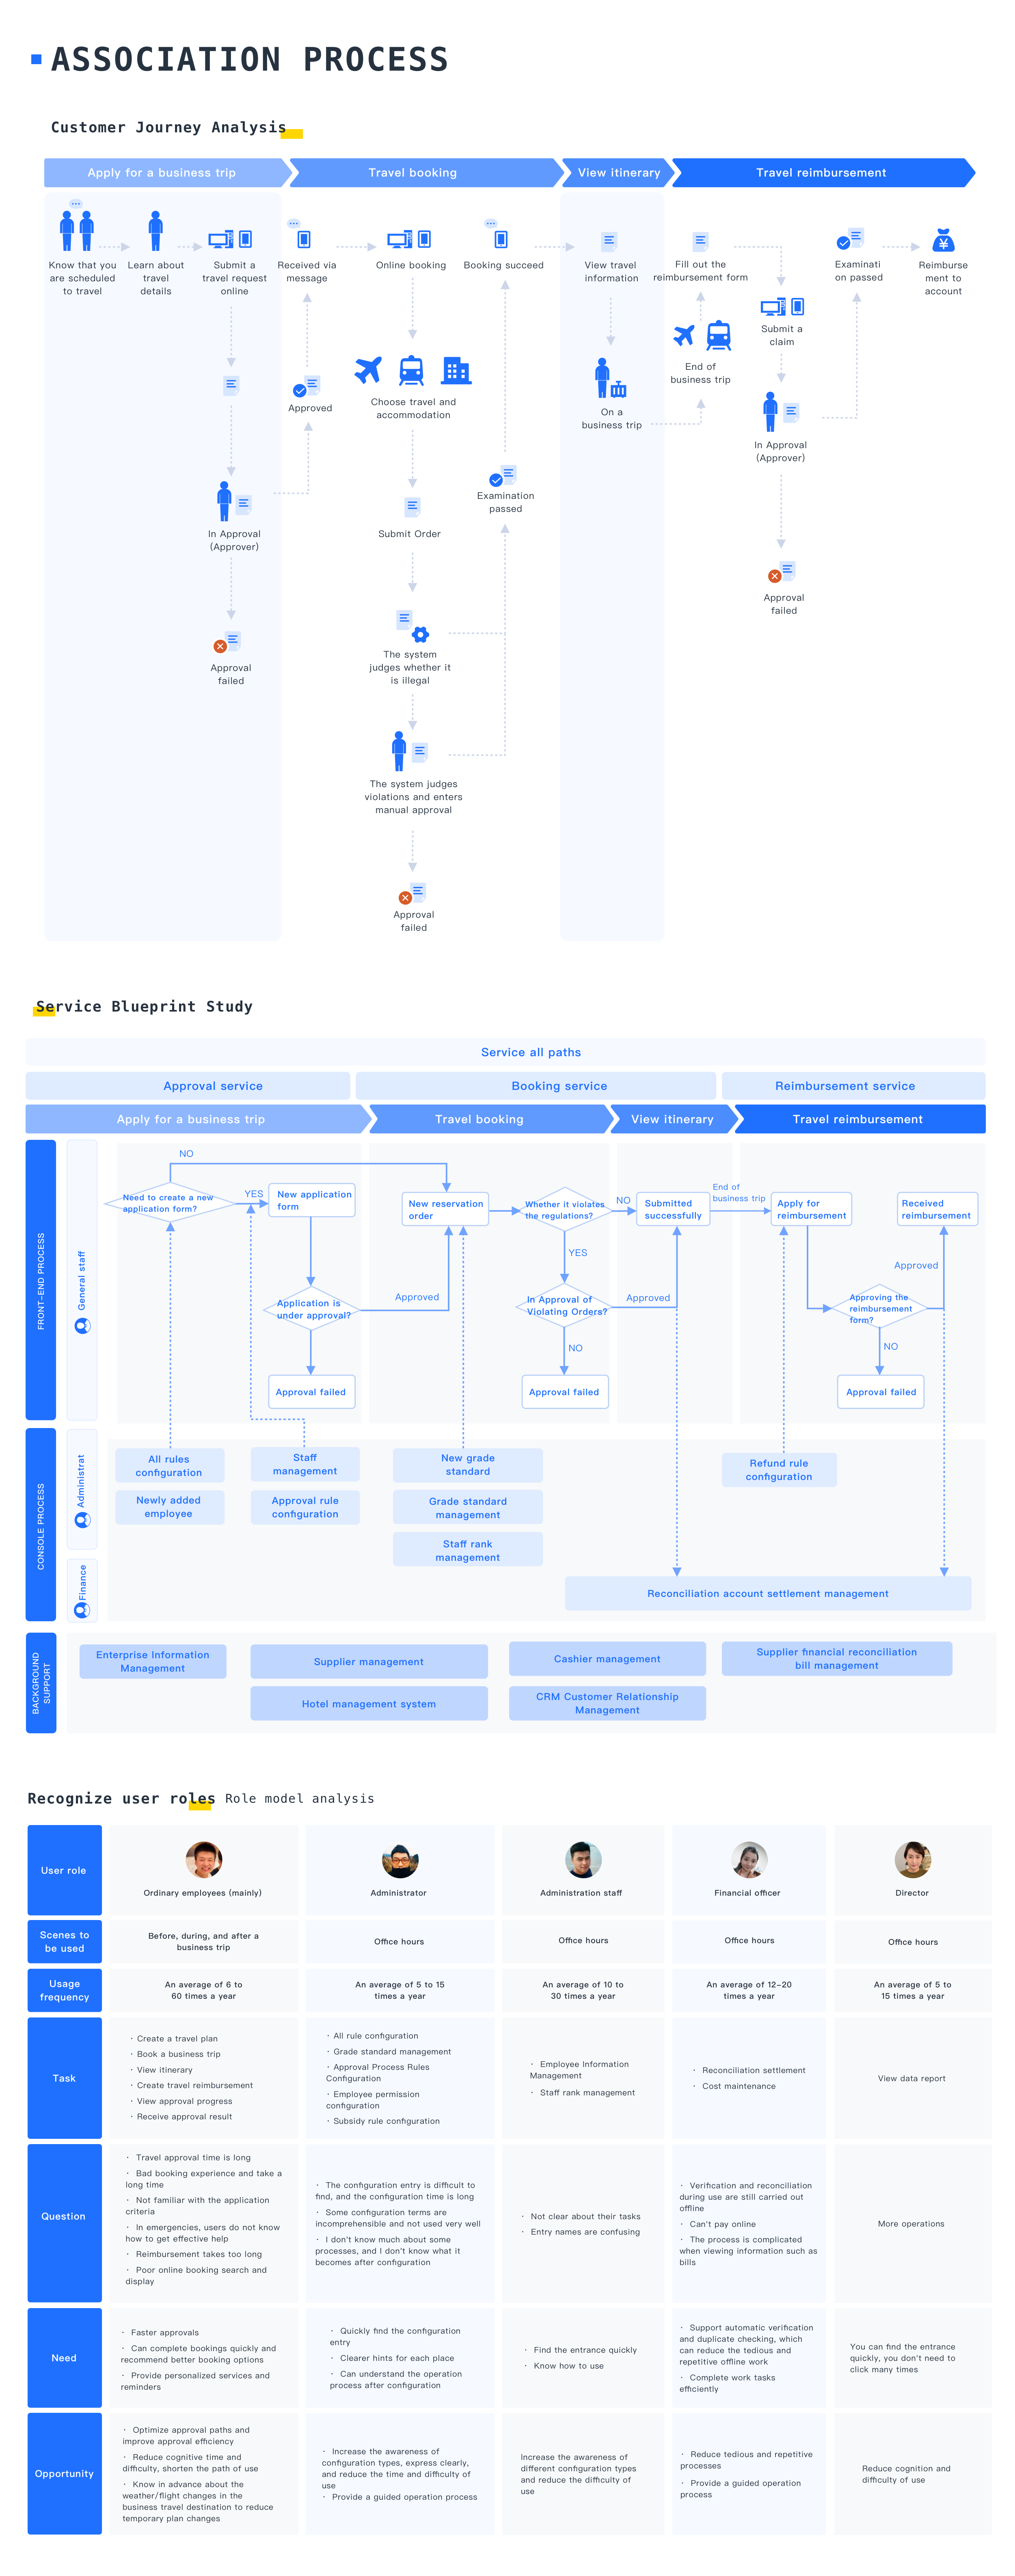 ASSOCIATION PROCESS
Customer Journey Analysis
Apply for a business trip
Travel booking
View itinerary
Travel reimbursement
Know that you
are scheduled
to travel
Learn about
travel
details
Submit a
travel request
online
Received via
message
Online booking
Booking succeed
View travel
information
Fill out the
reimbursement form
Examinati
on passed
Reimburse
ment to
account
Submit a
claim
End of
business trip
Approved
Choose travel and
accommodation
On a
business trip
In Approval
(Approver)
Examination
passed
In Approval
(Approver)
Submit Order
Approval
failed
Approval
failed
The system
judges whether it
is illegal
The system judges
violations and enters
manual approval
Approval
failed
Service Blueprint Study
Service all paths
Approval service
Booking service
Reimbursement service
Apply for a business trip
Travel booking
View itinerary
Travel reimbursement
FRONT-END PROCESS
General staff
NO
Need to create a new
application form?
YES
New application
form
New reservation
order
Whether it violates
the regulations?
NO
Submitted
successfully
End of
business trip
Apply for
reimbursement
Received
reimbursement
YES
Approved
Application is
under approval?
Approved
In Approval of
Violating Orders?
Approved
Approving the
reimbursement
form?
NO
NO
Approval failed
Approval failed
Approval failed
CONSOLE PROCESS
Administrat
Finance
All rules
configuration
Newly added
employee
Staff
management
Approval rule
configuration
New grade
standard
Grade standard
management
Staff rank
management
Refund rule
configuration
Reconciliation account settlement management
BACKGROUND
SUPPORT
Enterprise Information
Management
Supplier management
Hotel management system
Cashier management
CRM Customer Relationship
Management
Supplier financial reconciliation
bill management
Recognize user roles Role model analysis
User role
Ordinary employees (mainly)
Administrator
Administration staff
Financial officer
Director
Scenes to
be used
Before, during, and after a
business trip
Office hours
Office hours
Office hours
Office hours
Usage
frequency
An average of 6 to
60 times a year
An average of 5 to 15
times a year
An average of 10 to
30 times a year
An average of 12-20
times a year
An average of 5 to
15 times a year
Task
· Create a travel plan
· Book a business trip
· View itinerary
· Create travel reimbursement
· View approval progress
· Receive approval result
· All rule configuration
· Grade standard management
· Approval Process Rules
Configuration
· Employee permission
configuration
· Subsidy rule configuration
· Employee Information
Management
· Staff rank management
· Reconciliation settlement
· Cost maintenance
View data report
Question
· Travel approval time is long
· Bad booking experience and take a
long time
· Not familiar with the application
criteria
· In emergencies, users do not know
how to get effective help
· Reimbursement takes too long
· Poor online booking search and
display
· The configuration entry is difficult to
find, and the configuration time is long
· Some configuration terms are
incomprehensible and not used very well
· I don't know much about some
processes, and I don't know what it
becomes after configuration
· Not clear about their tasks
· Entry names are confusing
· Verification and reconciliation
during use are still carried out
offline
· Can't pay online
· The process is complicated
when viewing information such as
bills
More operations
Need
· Faster approvals
· Can complete bookings quickly and
recommend better booking options
· Provide personalized services and
reminders
· Quickly find the configuration
entry
· Clearer hints for each place
· Can understand the operation
process after configuration
· Find the entrance quickly
· Know how to use
· Support automatic verification
and duplicate checking, which
can reduce the tedious and
repetitive offline work
· Complete work tasks
efficiently
You can find the entrance
quickly, you don't need to
click many times
Opportunity
· Optimize approval paths and
improve approval efficiency
· Reduce cognitive time and
difficulty, shorten the path of use
· Know in advance about the
weather/flight changes in the
business travel destination to reduce
temporary plan changes
· Increase the awareness of
configuration types, express clearly,
and reduce the time and difficulty of
use
· Provide a guided operation process
Increase the awareness of
different configuration types
and reduce the difficulty of
use
· Reduce tedious and repetitive
processes
· Provide a guided operation
process
Reduce cognition and
difficulty of use